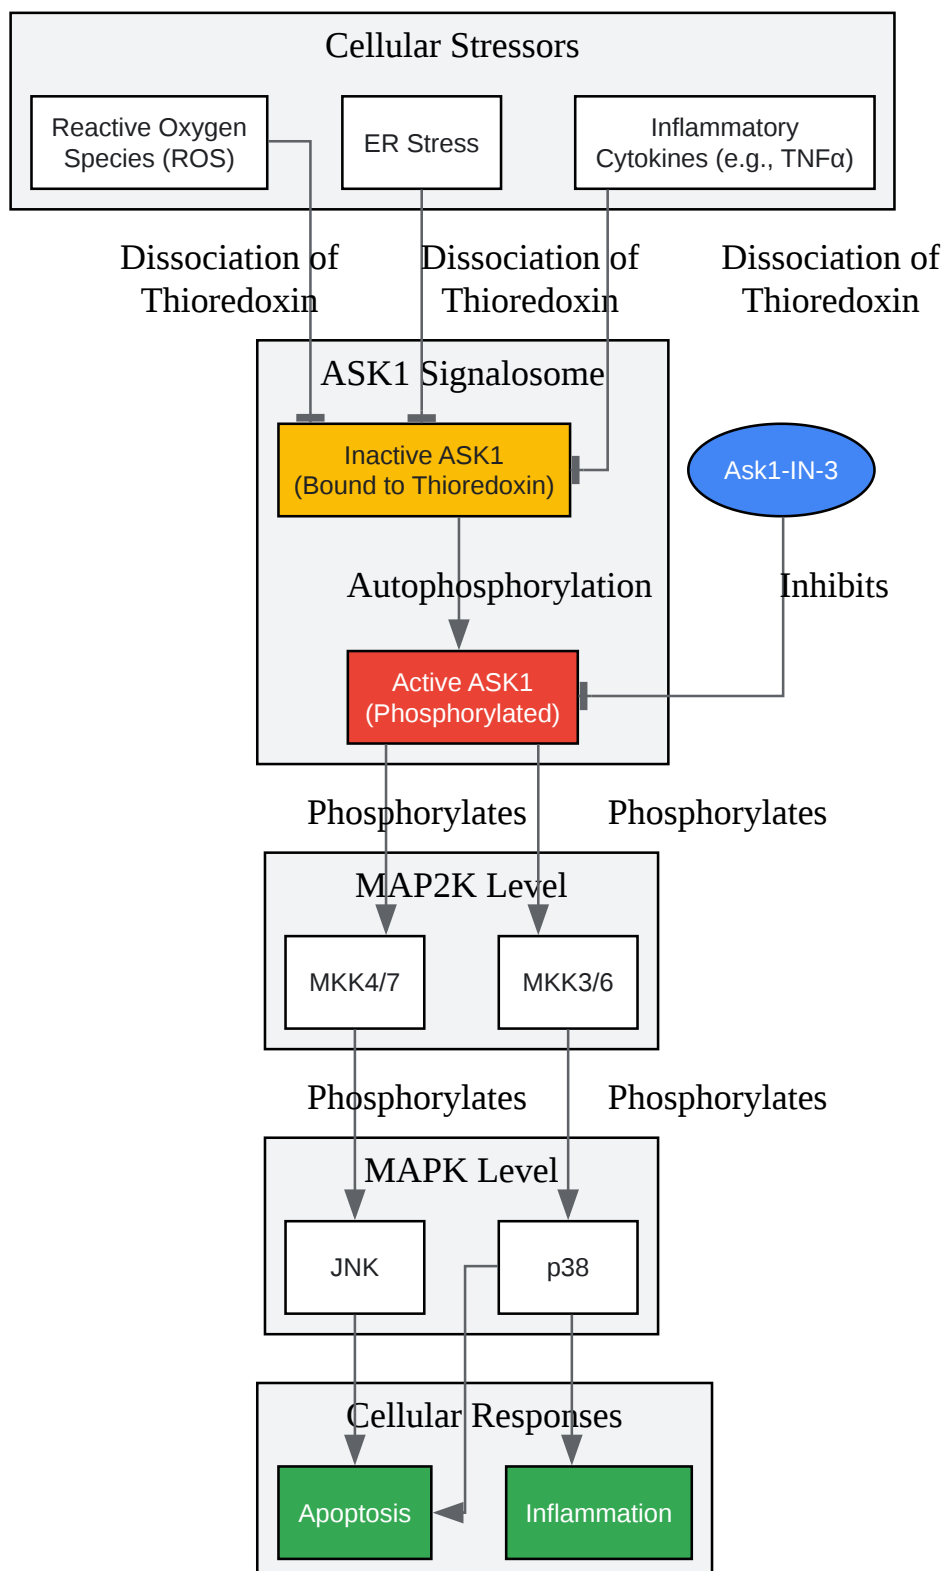 Cellular Stressors
Reactive Oxygen
Species (ROS)
ER Stress
Inflammatory
Cytokines (e.g., TNFα)
Dissociation of
Thioredoxin
Dissociation of
Thioredoxin
Dissociation of
Thioredoxin
ASK1 Signalosome
Inactive ASK1
(Bound to Thioredoxin)
Ask1-IN-3
Autophosphorylation
Inhibits
Active ASK1
(Phosphorylated)
Phosphorylates
Phosphorylates
MAP2K Level
MKK4/7
MKK3/6
Phosphorylates
Phosphorylates
MAPK Level
JNK
p38
Cellular Responses
Apoptosis
Inflammation